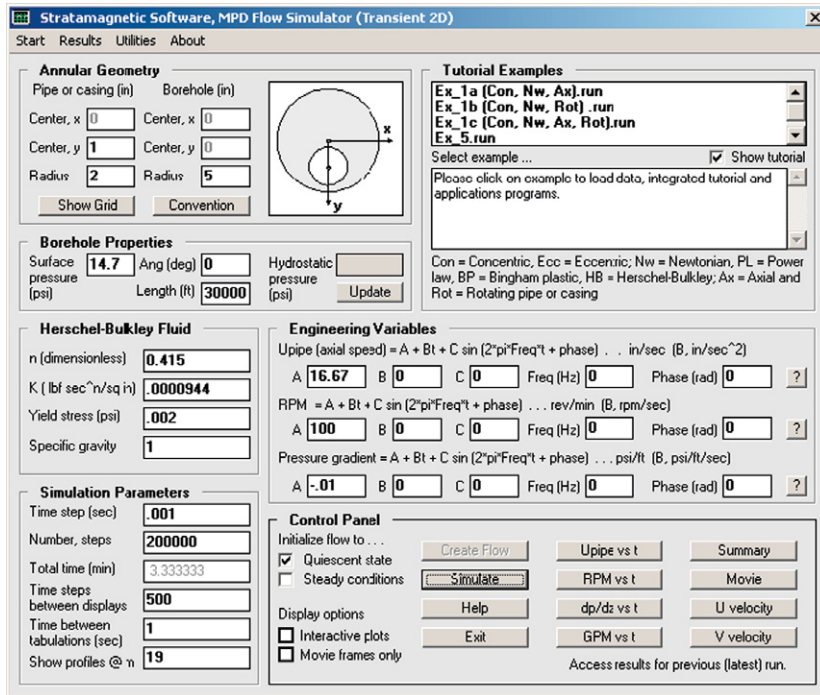 Stratamagnetic Software, MPD Flow Simulator (Transient 2D)
Start Results Utilities About
Annular Geometry
Pipe or casing (in) Borehole (in)
Center, x 0 Center, x 0
Center, y 1 Center, y 0
Radius 2 Radius 5
Show Grid Convention
x
y
Tutorial Examples
Ex_1a (Con, Nw, Ax).run
Ex_1b (Con, Nw, Rot) .run
Ex_1c (Con, Nw, Ax, Rot).run
Ex_5.run
Select example ... Show tutorial
Please click on example to load data, integrated tutorial and
applications programs.
Con = Concentric, Ecc = Eccentric; Nw = Newtonian, PL = Power
law, BP = Bingham plastic, HB = Herschel-Bulkley; Ax = Axial and
Rot = Rotating pipe or casing
Borehole Properties
Surface pressure (psi) 14.7 Ang (deg) 0
Length (ft) 30000
Hydrostatic pressure (psi)
Update
Herschel-Bulkley Fluid
n (dimensionless) 0.415
K ( lbf sec^n/sq in) .0000944
Yield stress (psi) .002
Specific gravity 1
Engineering Variables
Upipe (axial speed) = A + Bt + C sin (2*pi*Freq*t + phase) . . in/sec (B, in/sec^2)
A 16.67 B 0 C 0 Freq (Hz) 0 Phase (rad) 0 ?
RPM = A + Bt + C sin (2*pi*Freq*t + phase) . . . rev/min (B, rpm/sec)
A 100 B 0 C 0 Freq (Hz) 0 Phase (rad) 0 ?
Pressure gradient = A + Bt + C sin (2*pi*Freq*t + phase) . . . psi/ft (B, psi/ft/sec)
A -.01 B 0 C 0 Freq (Hz) 0 Phase (rad) 0 ?
Simulation Parameters
Time step (sec) .001
Number, steps 200000
Total time (min) 3.333333
Time steps
between displays 500
Time between
tabulations (sec) 1
Show profiles @ n 19
Control Panel
Initialize flow to . . .
Quiescent state
Steady conditions
Display options
Interactive plots
Movie frames only
Create Flow Upipe vs t Summary
Simulate RPM vs t Movie
Help dp/dz vs t U velocity
Exit GPM vs t V velocity
Access results for previous (latest) run.